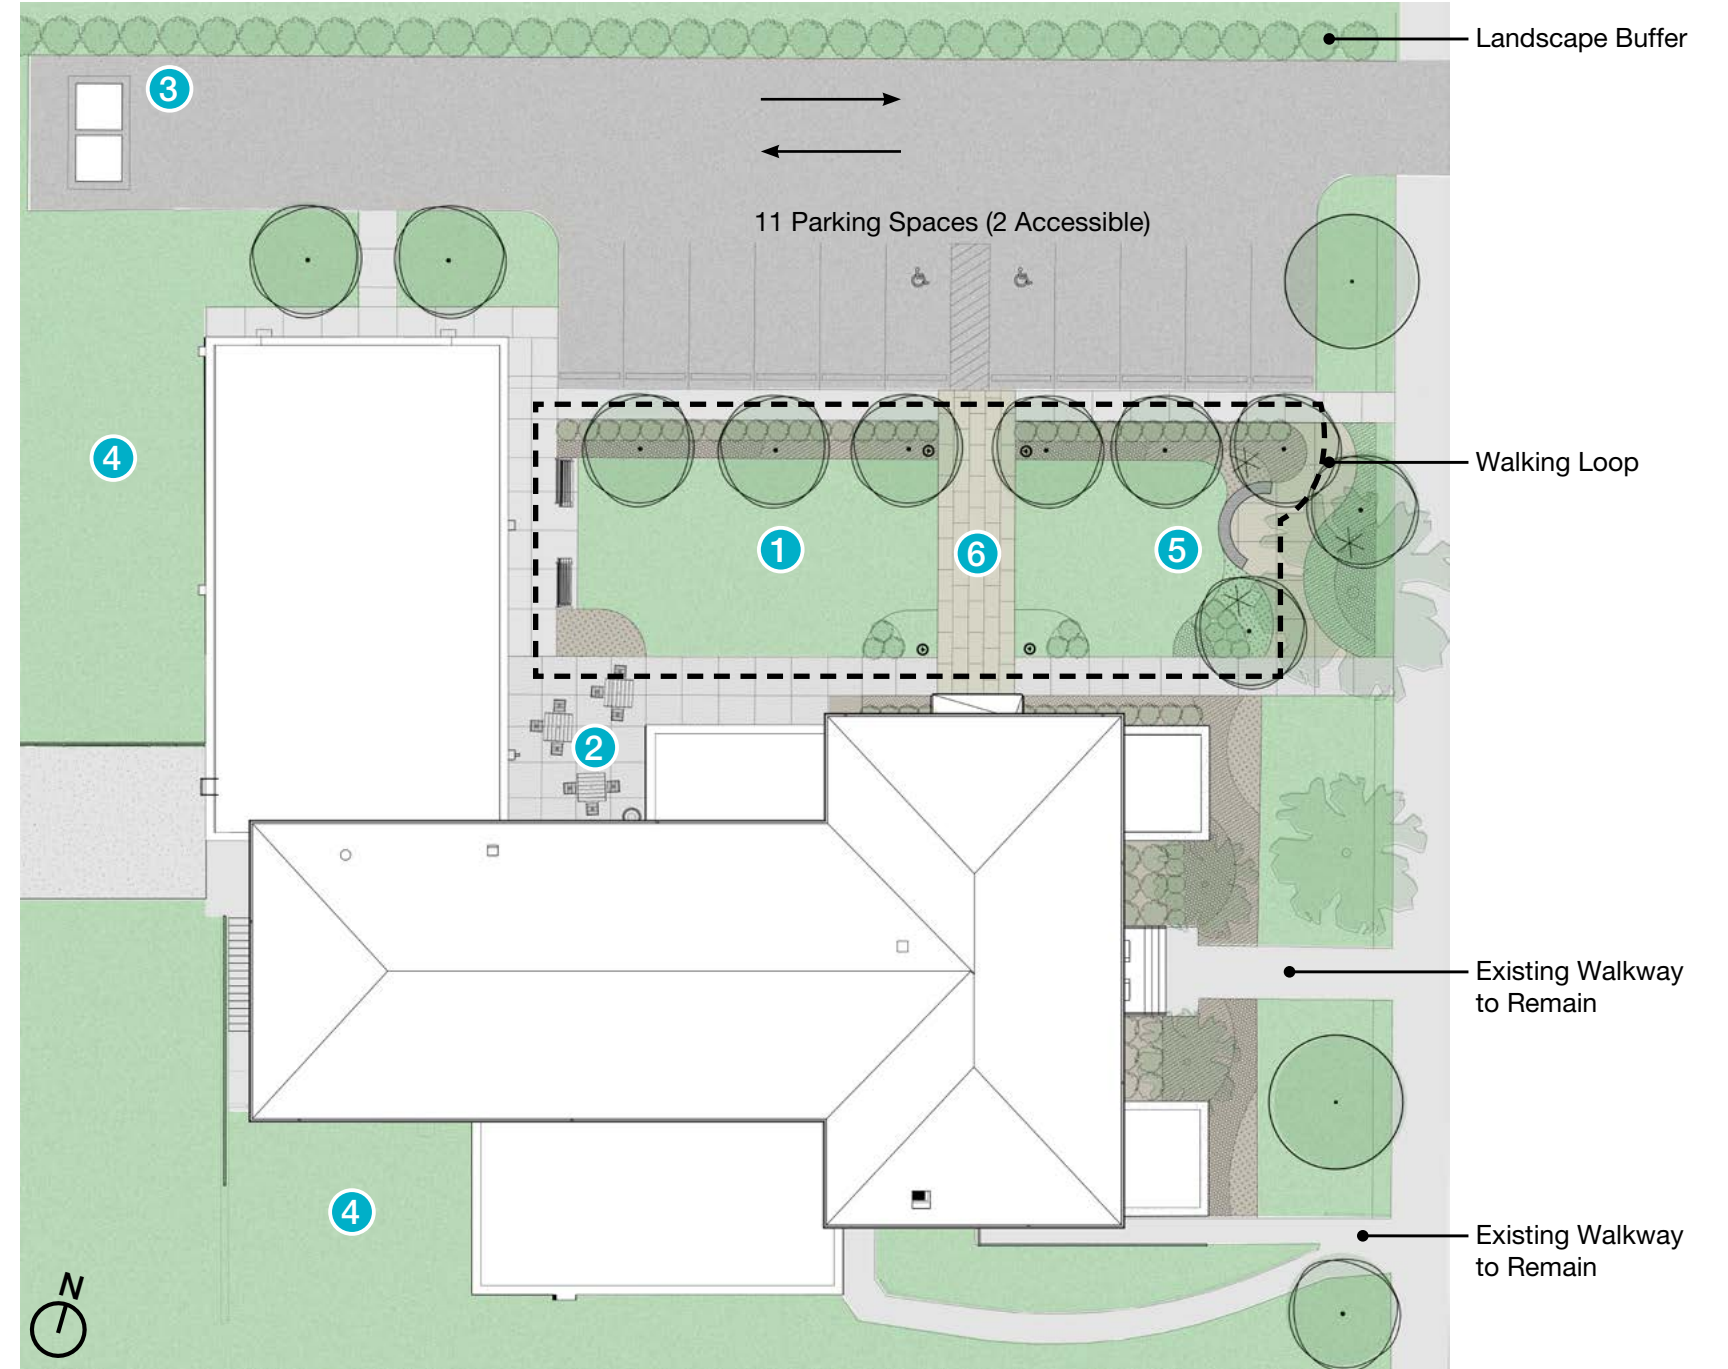 Landscape Buffer
3
11 Parking Spaces (2 Accessible)
4
Walking Loop
1
6
5
2
Existing Walkway
to Remain
4
Existing Walkway
to Remain
N